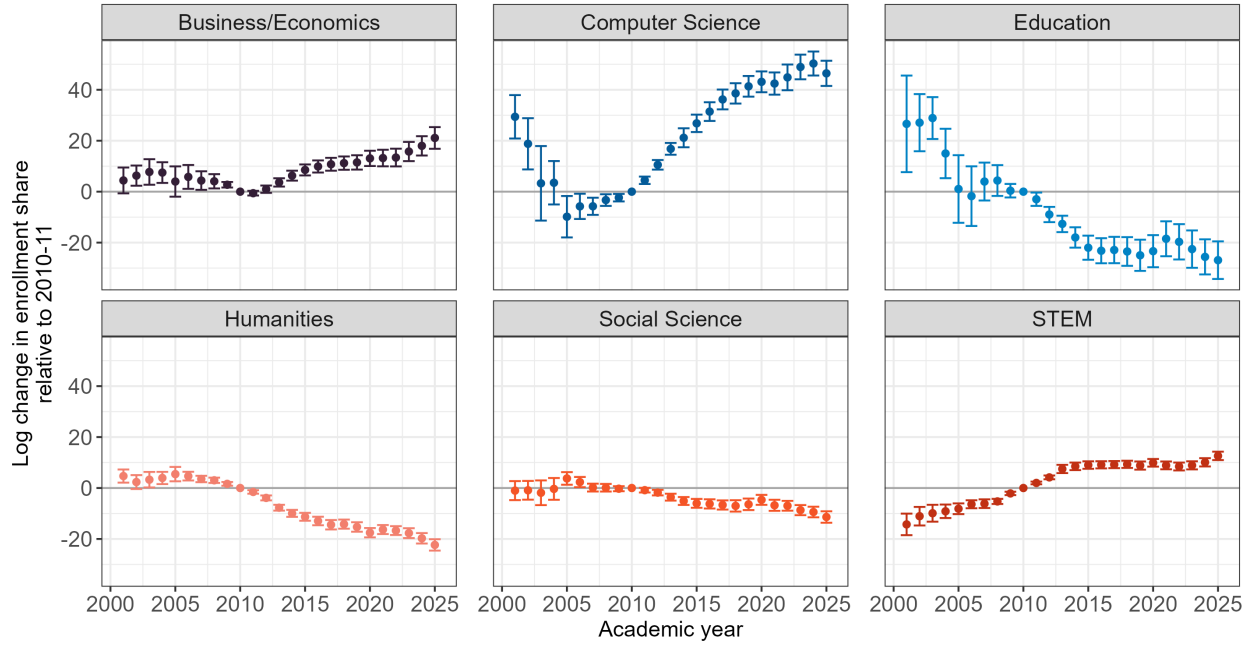 Business/Economics
Computer Science
Education
40
20
0
-20
Humanities
Social Science
STEM
40
20
0
-20
2000 2005 2010 2015 2020 2025
2000 2005 2010 2015 2020 2025
2000 2005 2010 2015 2020 2025
Academic year
Log change in enrollment share
relative to 2010-11